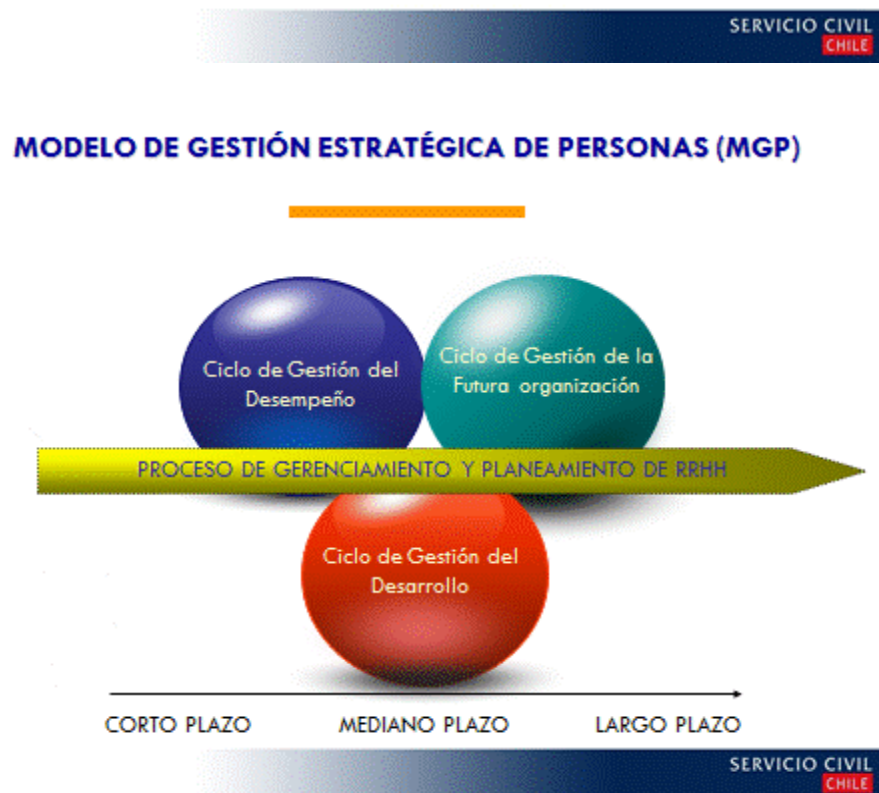 SERVICIO CIVIL
CHILE
MODELO DE GESTIÓN ESTRATÉGICA DE PERSONAS (MGP)
Ciclo de Gestión del
Desempeño
Ciclo de Gestión de la
Futura organización
PROCESO DE GERENCIAMIENTO Y PLANEAMIENTO DE RRHH
Ciclo de Gestión del
Desarrollo
CORTO PLAZO
MEDIANO PLAZO
LARGO PLAZO
SERVICIO CIVIL
CHILE